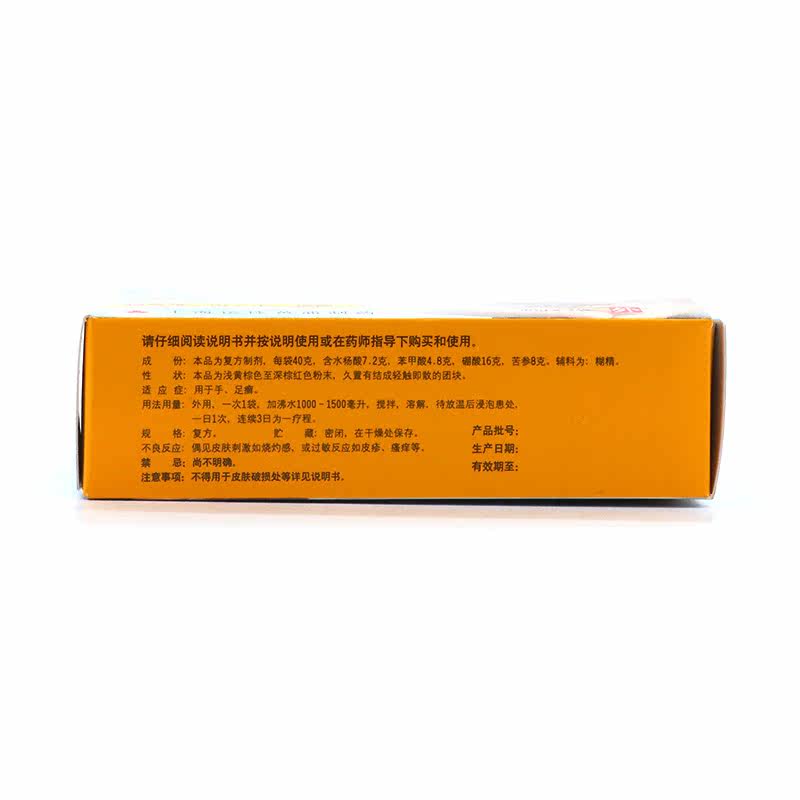 请仔细阅读说明书并按说明使用或在药师指导下购买和使用。
成 份: 本品为复方制剂,每袋40克,含水杨酸7.2克,苯甲酸4.8克,硼酸16克,苦参8克。辅料为:糊精。
性 状: 本品为浅黄棕色至深棕红色粉末,久置有结成轻触即散的团块。
适 应 症: 用于手、足癣。
用法用量: 外用,一次1袋,加沸水1000-1500毫升,搅拌,溶解,待放温后浸泡患处,
一日1次,连续3日为一疗程。
规 格: 复方。 贮 藏: 密闭,在干燥处保存。
不良反应: 偶见皮肤刺激如烧灼感,或过敏反应如皮疹、瘙痒等。
禁 忌: 尚不明确。
注意事项: 不得用于皮肤破损处等详见说明书。
产品批号:
生产日期:
有效期至: